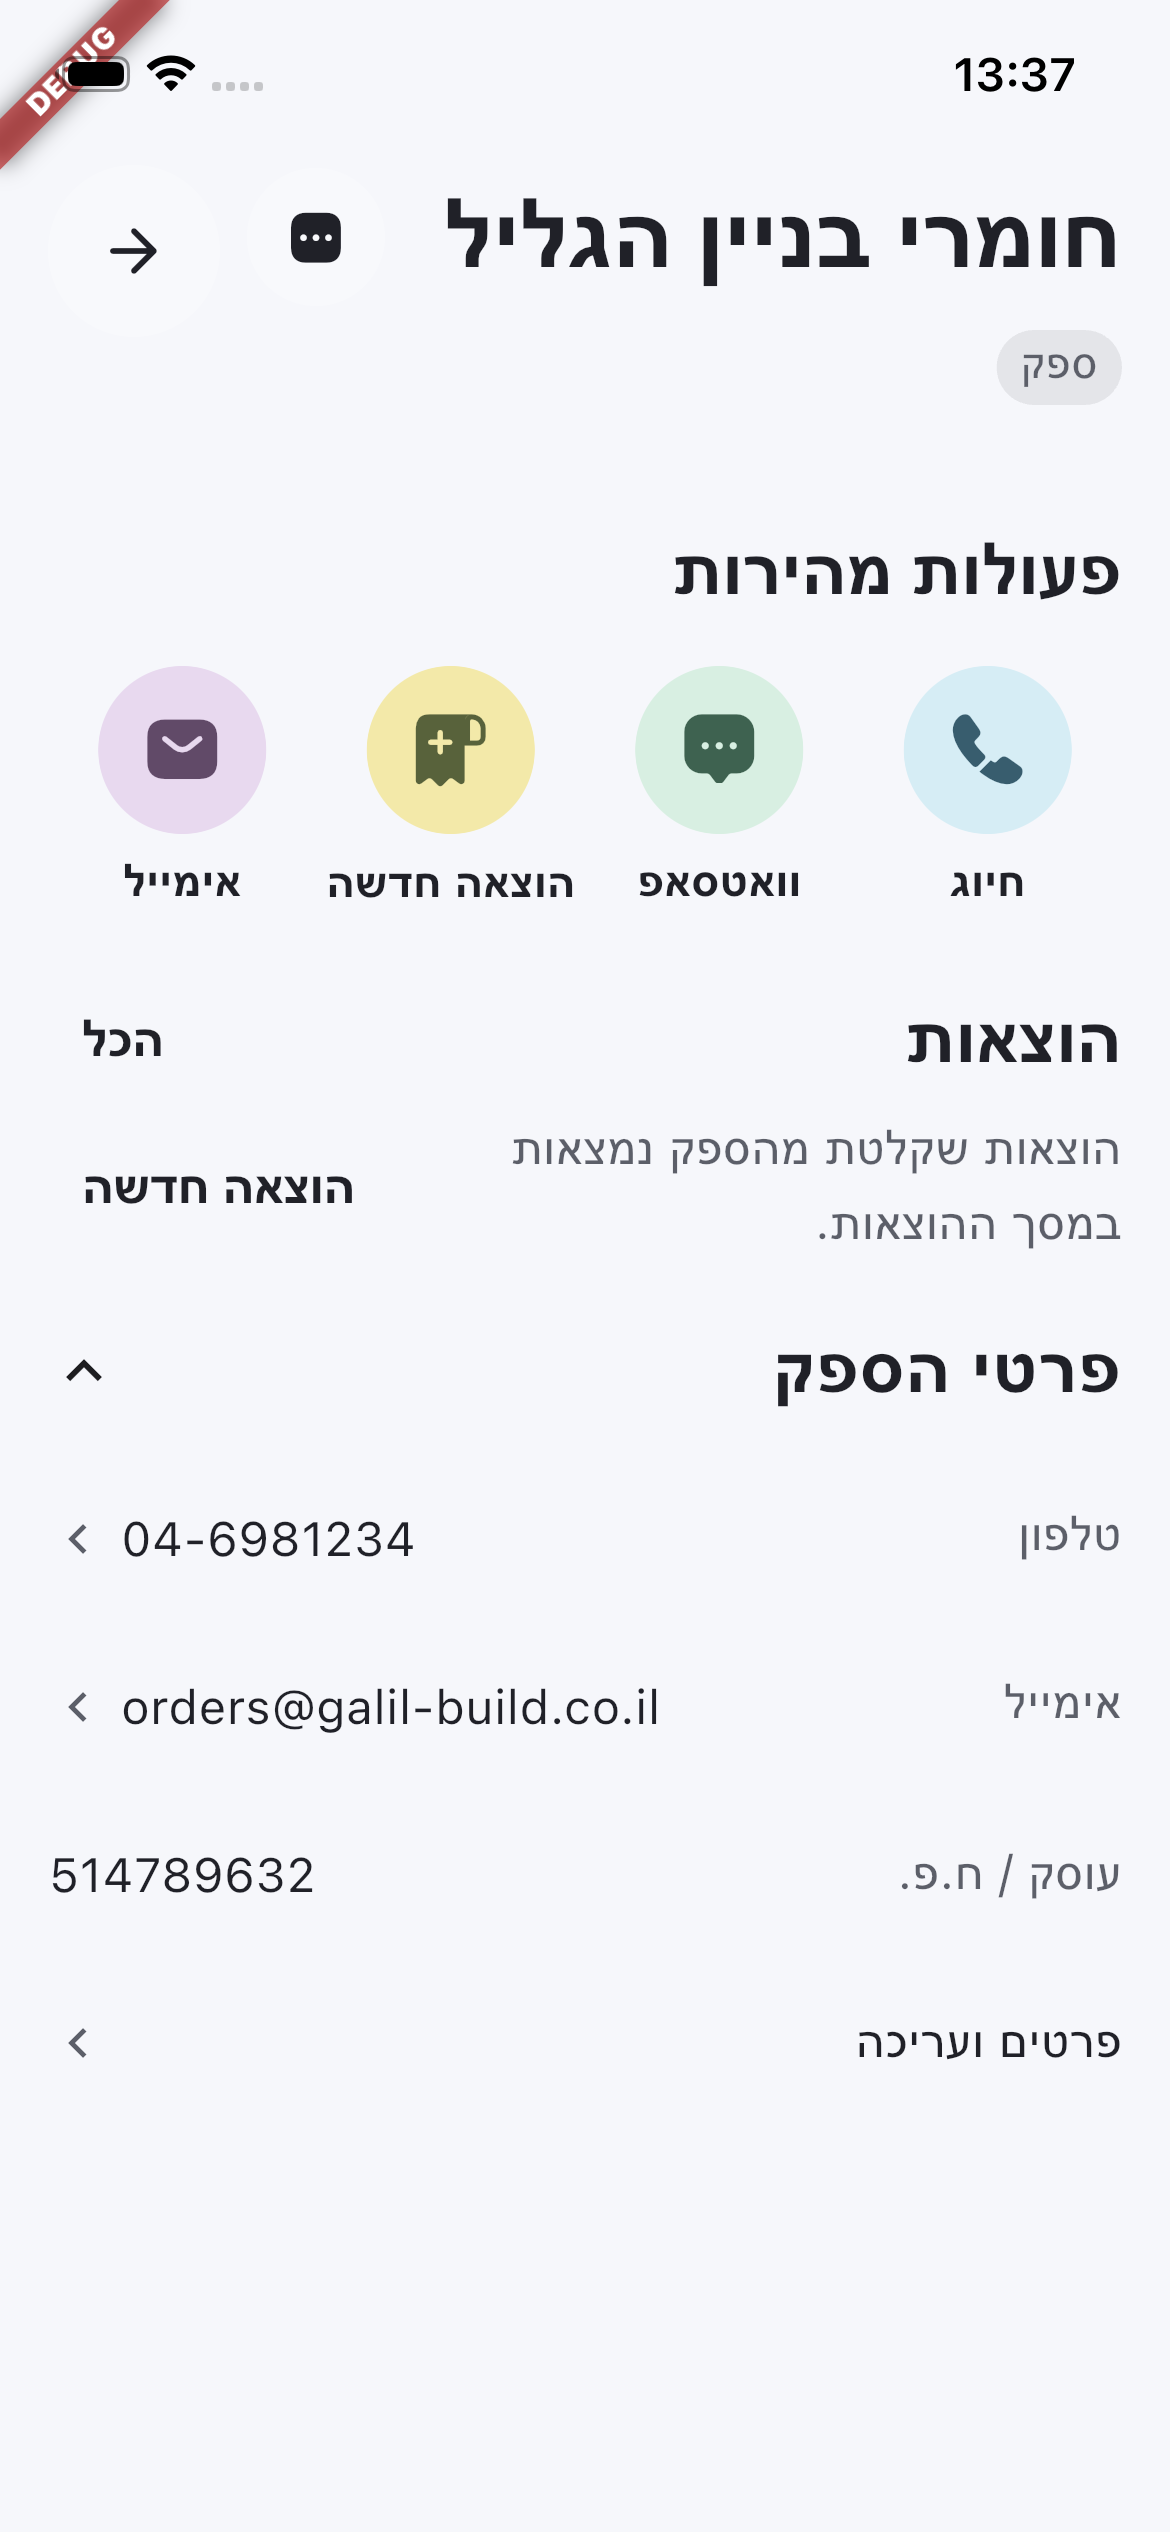 DEBUG
13:37
חומרי בניין הגליל
ספק
פעולות מהירות
חיוג
וואטסאפ
הוצאה חדשה
אימייל
הוצאות
הכל
הוצאות שקלטת מהספק נמצאות
במסך ההוצאות.
הוצאה חדשה
פרטי הספק
טלפון
04-6981234
אימייל
orders@galil-build.co.il
עוסק / ח.פ.
514789632
פרטים ועריכה